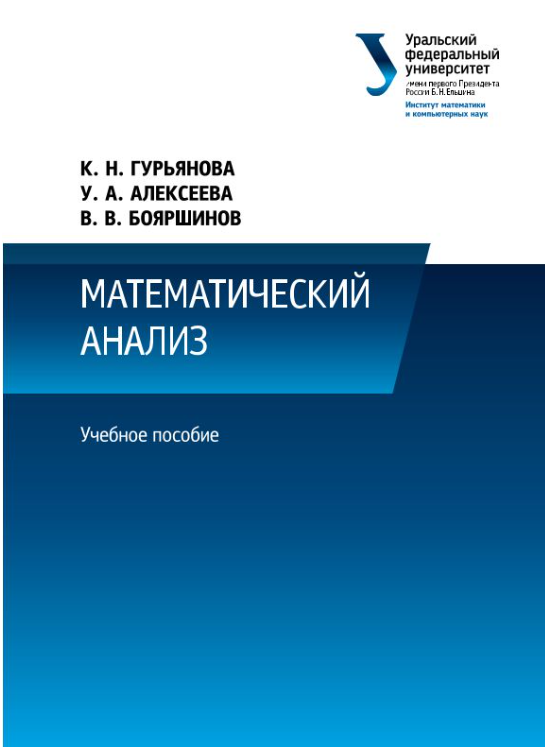 Уральский
федеральный
университет
имени первого Президента
России Б. Н. Ельцина
Институт математики
и компьютерных наук
К. Н. ГУРЬЯНОВА
У. А. АЛЕКСЕЕВА
В. В. БОЯРШИНОВ
МАТЕМАТИЧЕСКИЙ
АНАЛИЗ
Учебное пособие